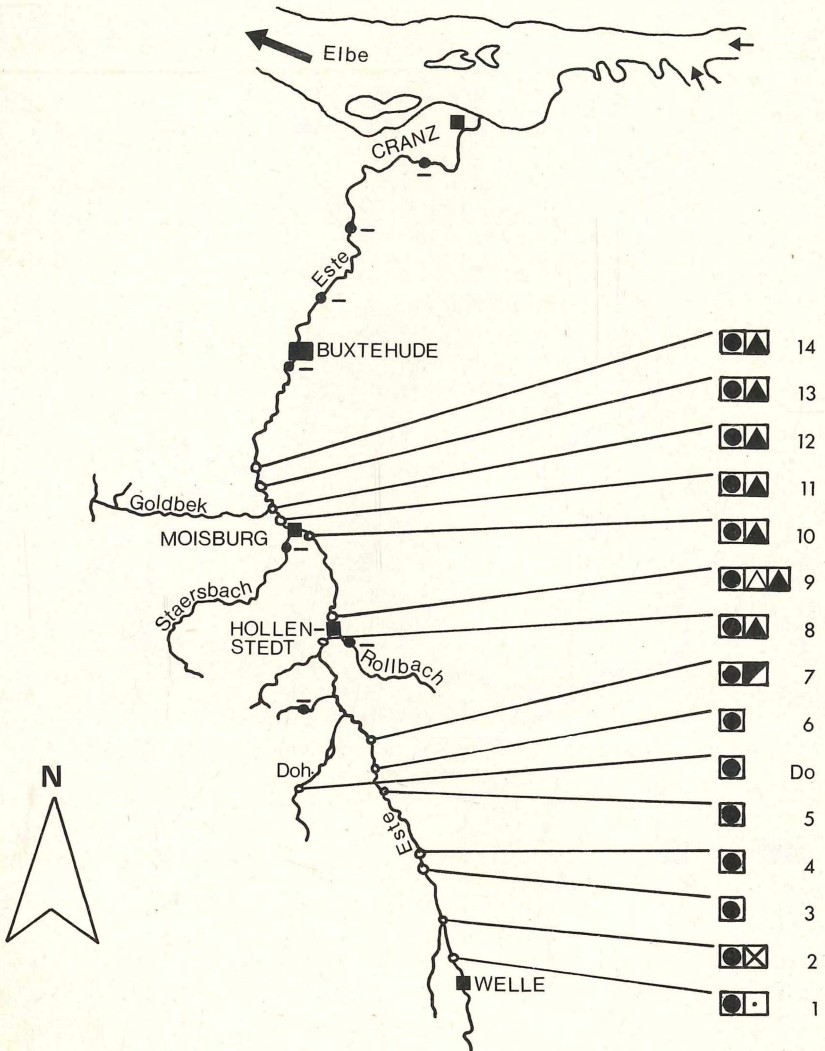 Elbe
CRANZ
Este
BUXTEHUDE
14
13
12
11
Goldbek
MOISBURG
10
9
Staersbach
HOLLEN-
STEDT
8
Rollbach
7
6
N
Doh.
Do
5
Este
4
3
2
WELLE
1